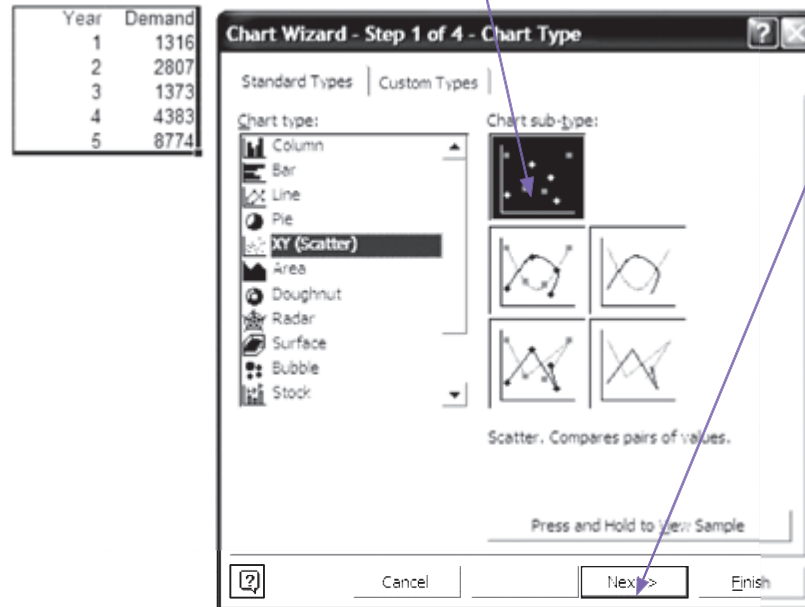 Year Demand
1 1316
2 2807
3 1373
4 4383
5 8774
Chart Wizard - Step 1 of 4 - Chart Type
Standard Types Custom Types
Chart type:
Column
Bar
Line
Pie
XY (Scatter)
Area
Doughnut
Radar
Surface
Bubble
Stock
Chart sub-type:
Scatter. Compares pairs of values.
Press and Hold to View Sample
Cancel Next > Finish